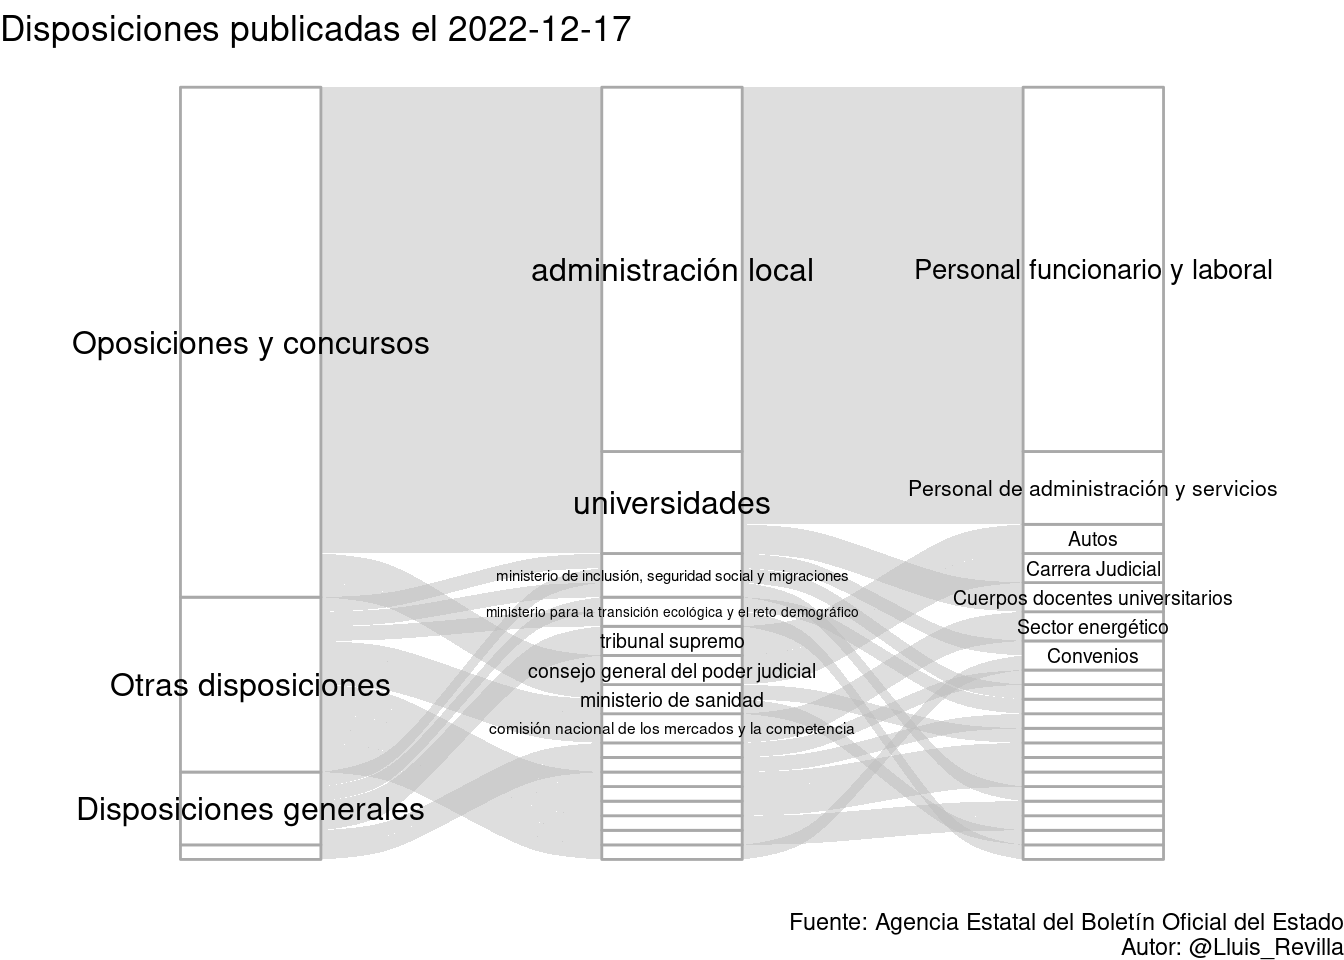 Disposiciones publicadas el 2022-12-17
Oposiciones y concursos
Otras disposiciones
Disposiciones generales
administración local
universidades
ministerio de inclusión, seguridad social y migraciones
ministerio para la transición ecológica y el reto demográfico
tribunal supremo
consejo general del poder judicial
ministerio de sanidad
comisión nacional de los mercados y la competencia
Personal funcionario y laboral
Personal de administración y servicios
Autos
Carrera Judicial
Cuerpos docentes universitarios
Sector energético
Convenios
Fuente: Agencia Estatal del Boletín Oficial del Estado
Autor: @Lluis_Revilla